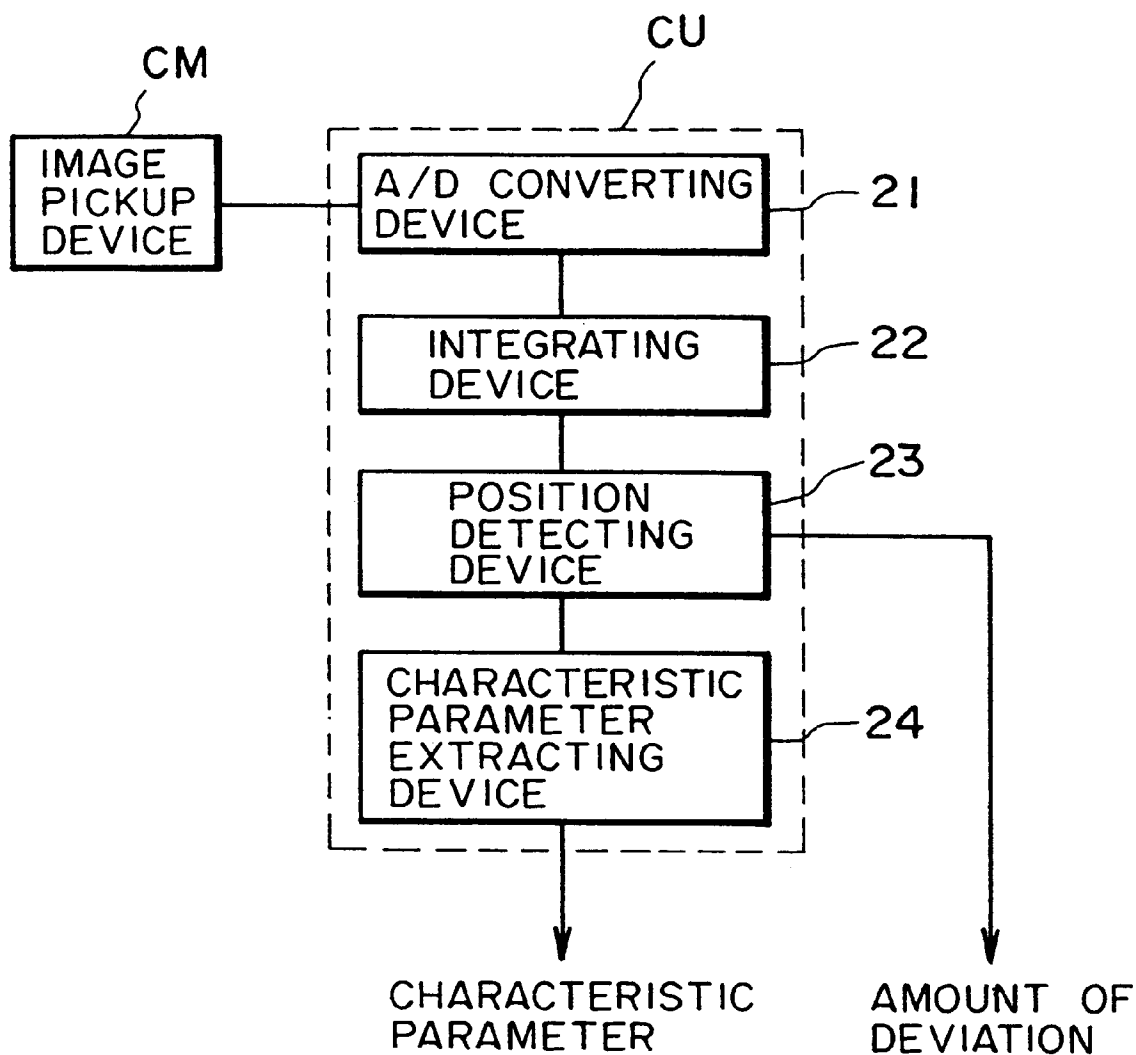 CU
CM
IMAGE
PICKUP
DEVICE
A/D CONVERTING
DEVICE
21
INTEGRATING
DEVICE
22
POSITION
DETECTING
DEVICE
23
CHARACTERISTIC
PARAMETER
EXTRACTING
DEVICE
24
CHARACTERISTIC
PARAMETER
AMOUNT OF
DEVIATION